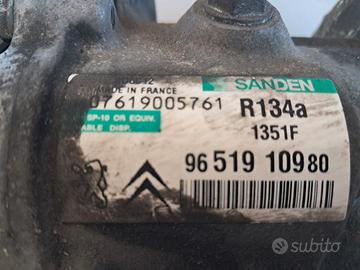 SANDEN
MADE IN FRANCE
07619005761
R134a
SP-10 OR EQUIV.
ABLE DISP.
1351F
96 519 109 80
subito